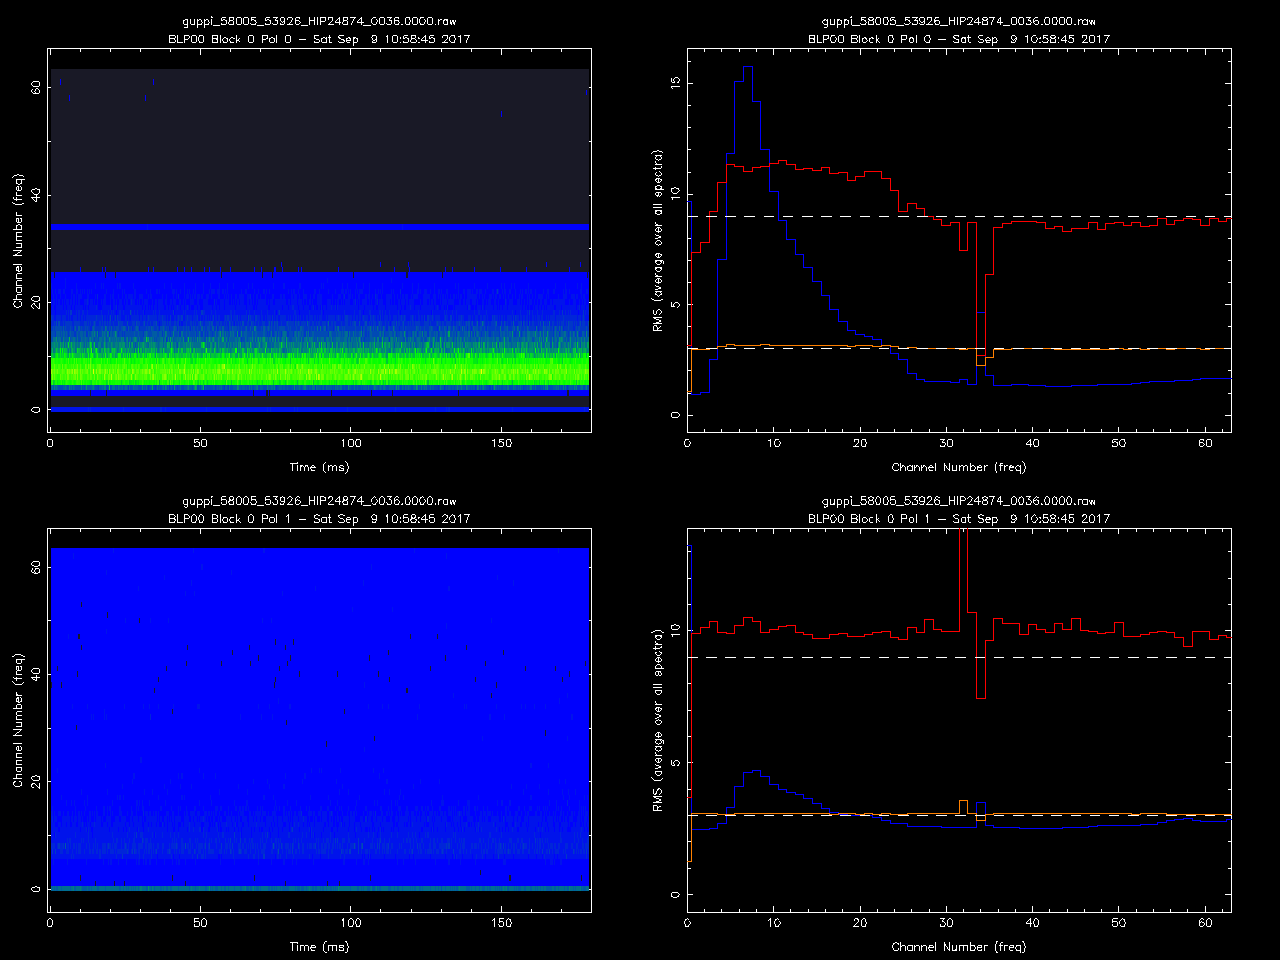 guppi_58005_53926_HIP24874_0036.0000.raw
BLP00 Block 0 Pol 0 – Sat Sep 9 10:58:45 2017
Channel Number (freq)
60
40
20
0
0 50 100 150
Time (ms)
guppi_58005_53926_HIP24874_0036.0000.raw
BLP00 Block 0 Pol 0 – Sat Sep 9 10:58:45 2017
RMS (average over all spectra)
15
10
5
0
0 10 20 30 40 50 60
Channel Number (freq)
guppi_58005_53926_HIP24874_0036.0000.raw
BLP00 Block 0 Pol 1 – Sat Sep 9 10:58:45 2017
Channel Number (freq)
60
40
20
0
0 50 100 150
Time (ms)
guppi_58005_53926_HIP24874_0036.0000.raw
BLP00 Block 0 Pol 1 – Sat Sep 9 10:58:45 2017
RMS (average over all spectra)
10
5
0
0 10 20 30 40 50 60
Channel Number (freq)